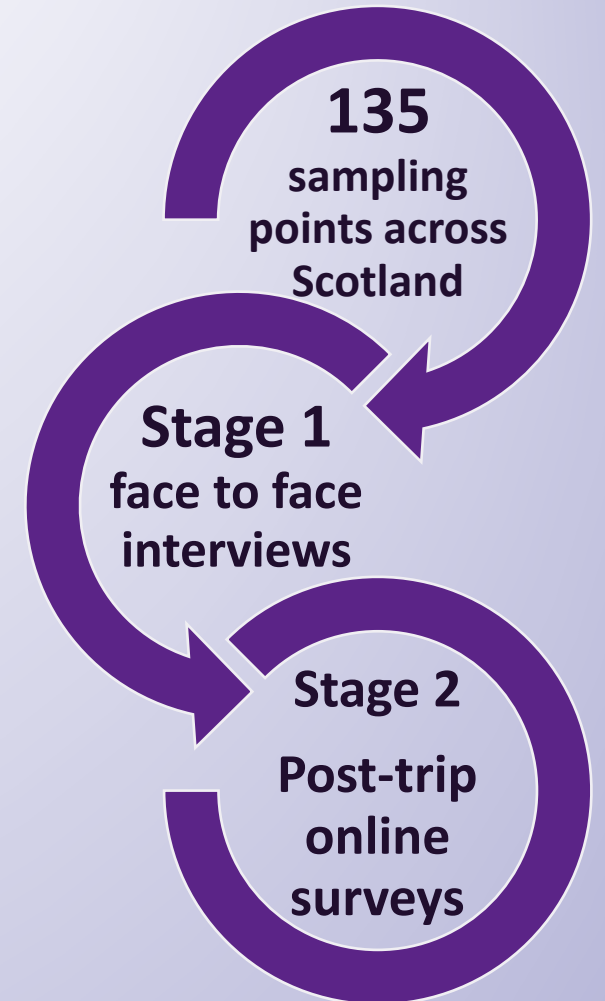 135
sampling
points across
Scotland
Stage 1
face to face
interviews
Stage 2
Post-trip
online
surveys